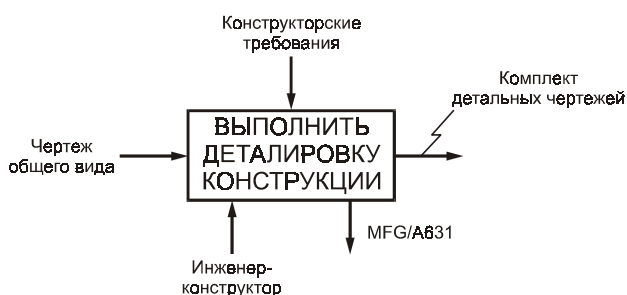 Конструкторские
требования
Комплект
детальных чертежей
Чертеж
общего вида
ВЫПОЛНИТЬ
ДЕТАЛИРОВКУ
КОНСТРУКЦИИ
MFG/A631
Инженер-
конструктор